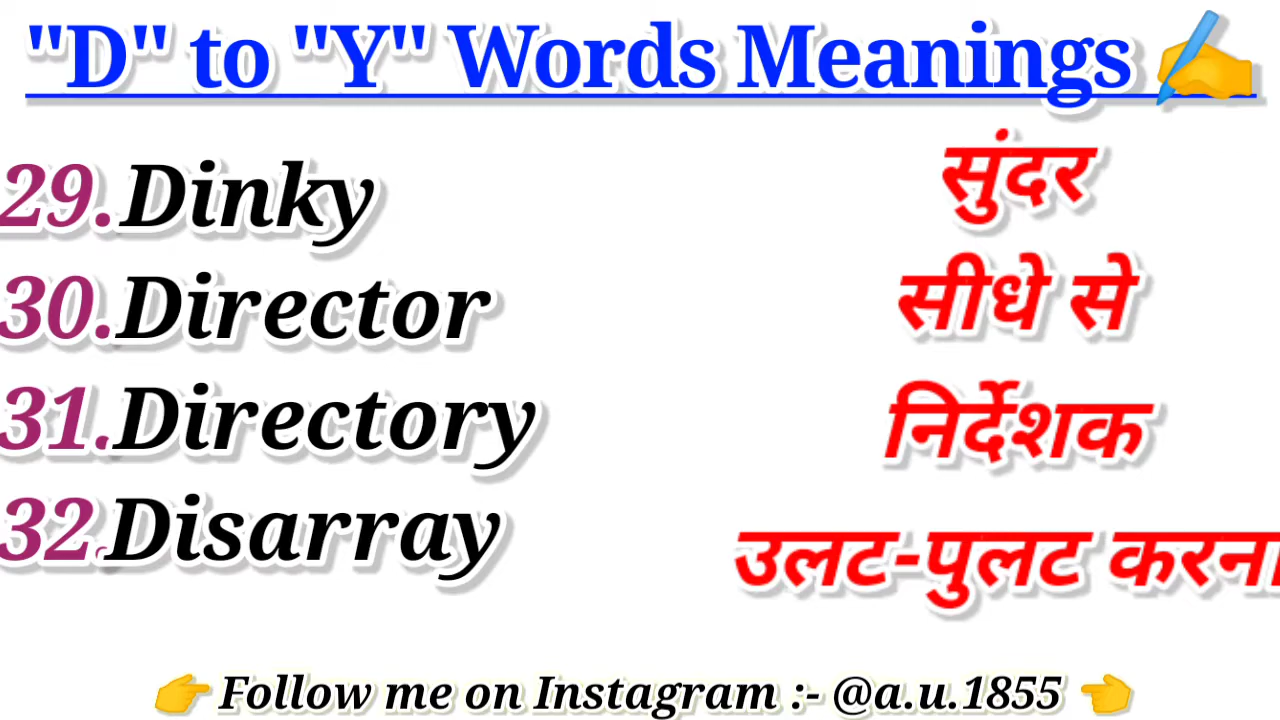 "D" to "Y" Words Meanings ✍️
29. Dinky सुंदर
30. Director सीधे से
31. Directory निर्देशक
32. Disarray उलट-पुलट करना
👉 Follow me on Instagram :- @a.u.1855 👈